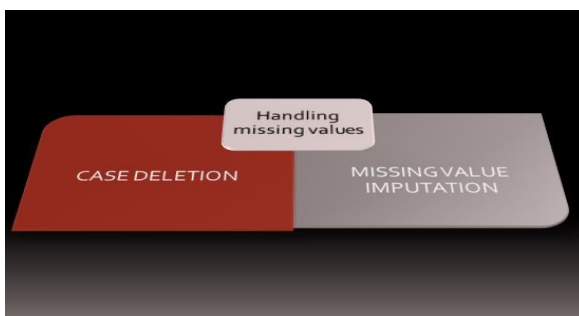 Handling
missing values
CASE DELETION
MISSING VALUE
IMPUTATION